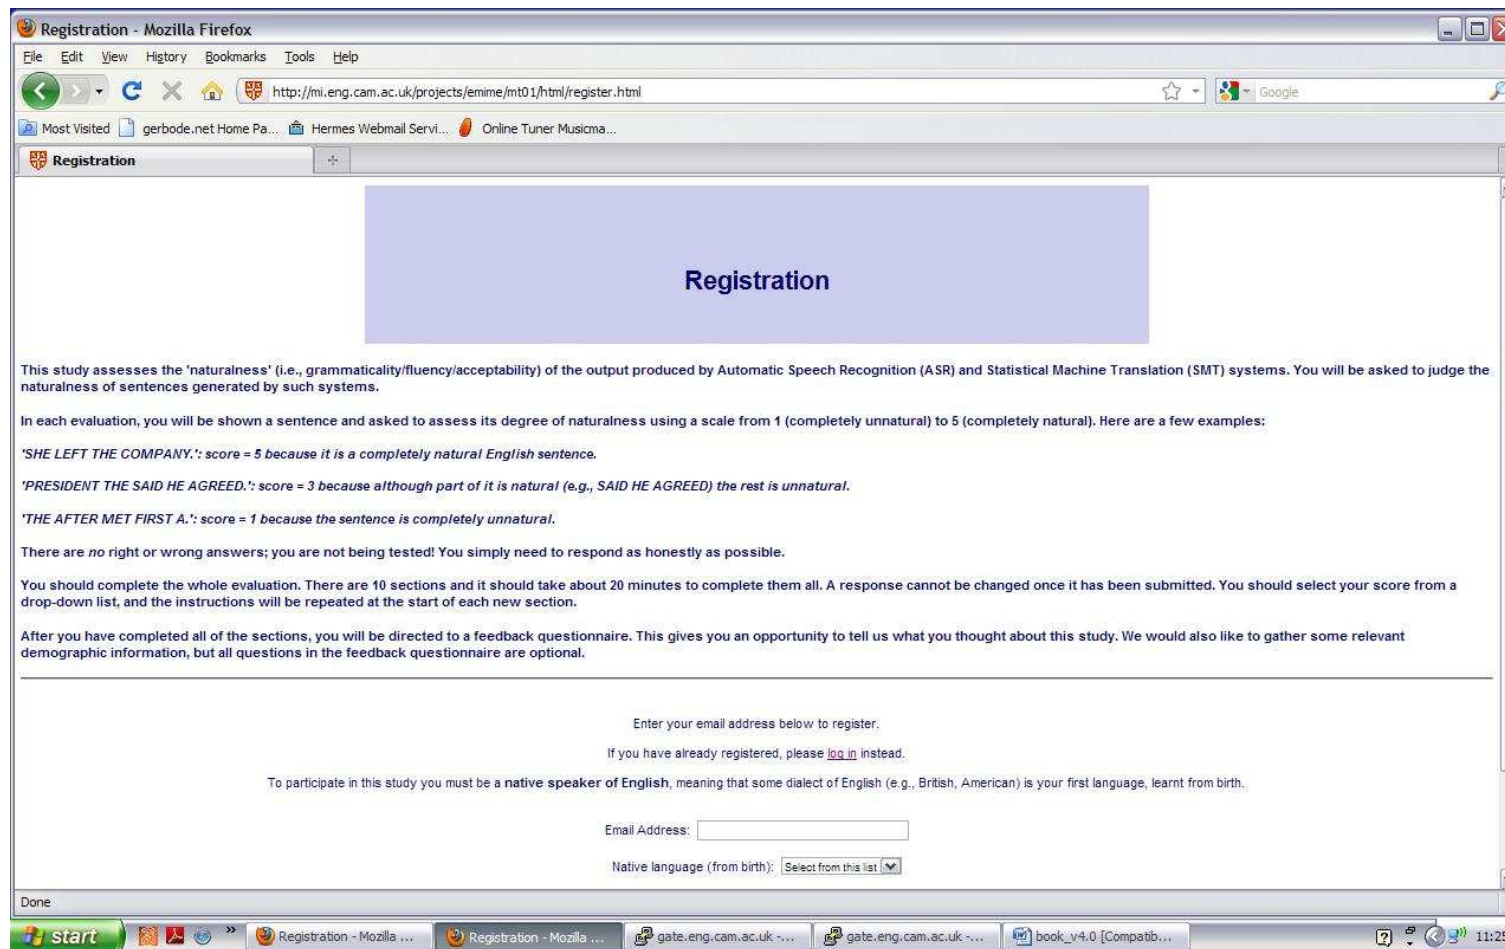 Registration - Mozilla Firefox
File Edit View History Bookmarks Tools Help
http://mi.eng.cam.ac.uk/projects/emime/mt01/html/register.html
Google
Most Visited gerbode.net Home Pa... Hermes Webmail Servi... Online Tuner Musicma...
Registration
Registration
This study assesses the 'naturalness' (i.e., grammaticality/fluency/acceptability) of the output produced by Automatic Speech Recognition (ASR) and Statistical Machine Translation (SMT) systems. You will be asked to judge the
naturalness of sentences generated by such systems.
In each evaluation, you will be shown a sentence and asked to assess its degree of naturalness using a scale from 1 (completely unnatural) to 5 (completely natural). Here are a few examples:
'SHE LEFT THE COMPANY.': score = 5 because it is a completely natural English sentence.
'PRESIDENT THE SAID HE AGREED.': score = 3 because although part of it is natural (e.g., SAID HE AGREED) the rest is unnatural.
'THE AFTER MET FIRST A.': score = 1 because the sentence is completely unnatural.
There are no right or wrong answers; you are not being tested! You simply need to respond as honestly as possible.
You should complete the whole evaluation. There are 10 sections and it should take about 20 minutes to complete them all. A response cannot be changed once it has been submitted. You should select your score from a
drop-down list, and the instructions will be repeated at the start of each new section.
After you have completed all of the sections, you will be directed to a feedback questionnaire. This gives you an opportunity to tell us what you thought about this study. We would also like to gather some relevant
demographic information, but all questions in the feedback questionnaire are optional.
Enter your email address below to register.
If you have already registered, please log in instead.
To participate in this study you must be a native speaker of English, meaning that some dialect of English (e.g., British, American) is your first language, learnt from birth.
Email Address:
Native language (from birth): Select from this list
Done
start Registration - Mozilla ... Registration - Mozilla ... gate.eng.cam.ac.uk -... gate.eng.cam.ac.uk -... book_v4.0 [Compatib... 11:25